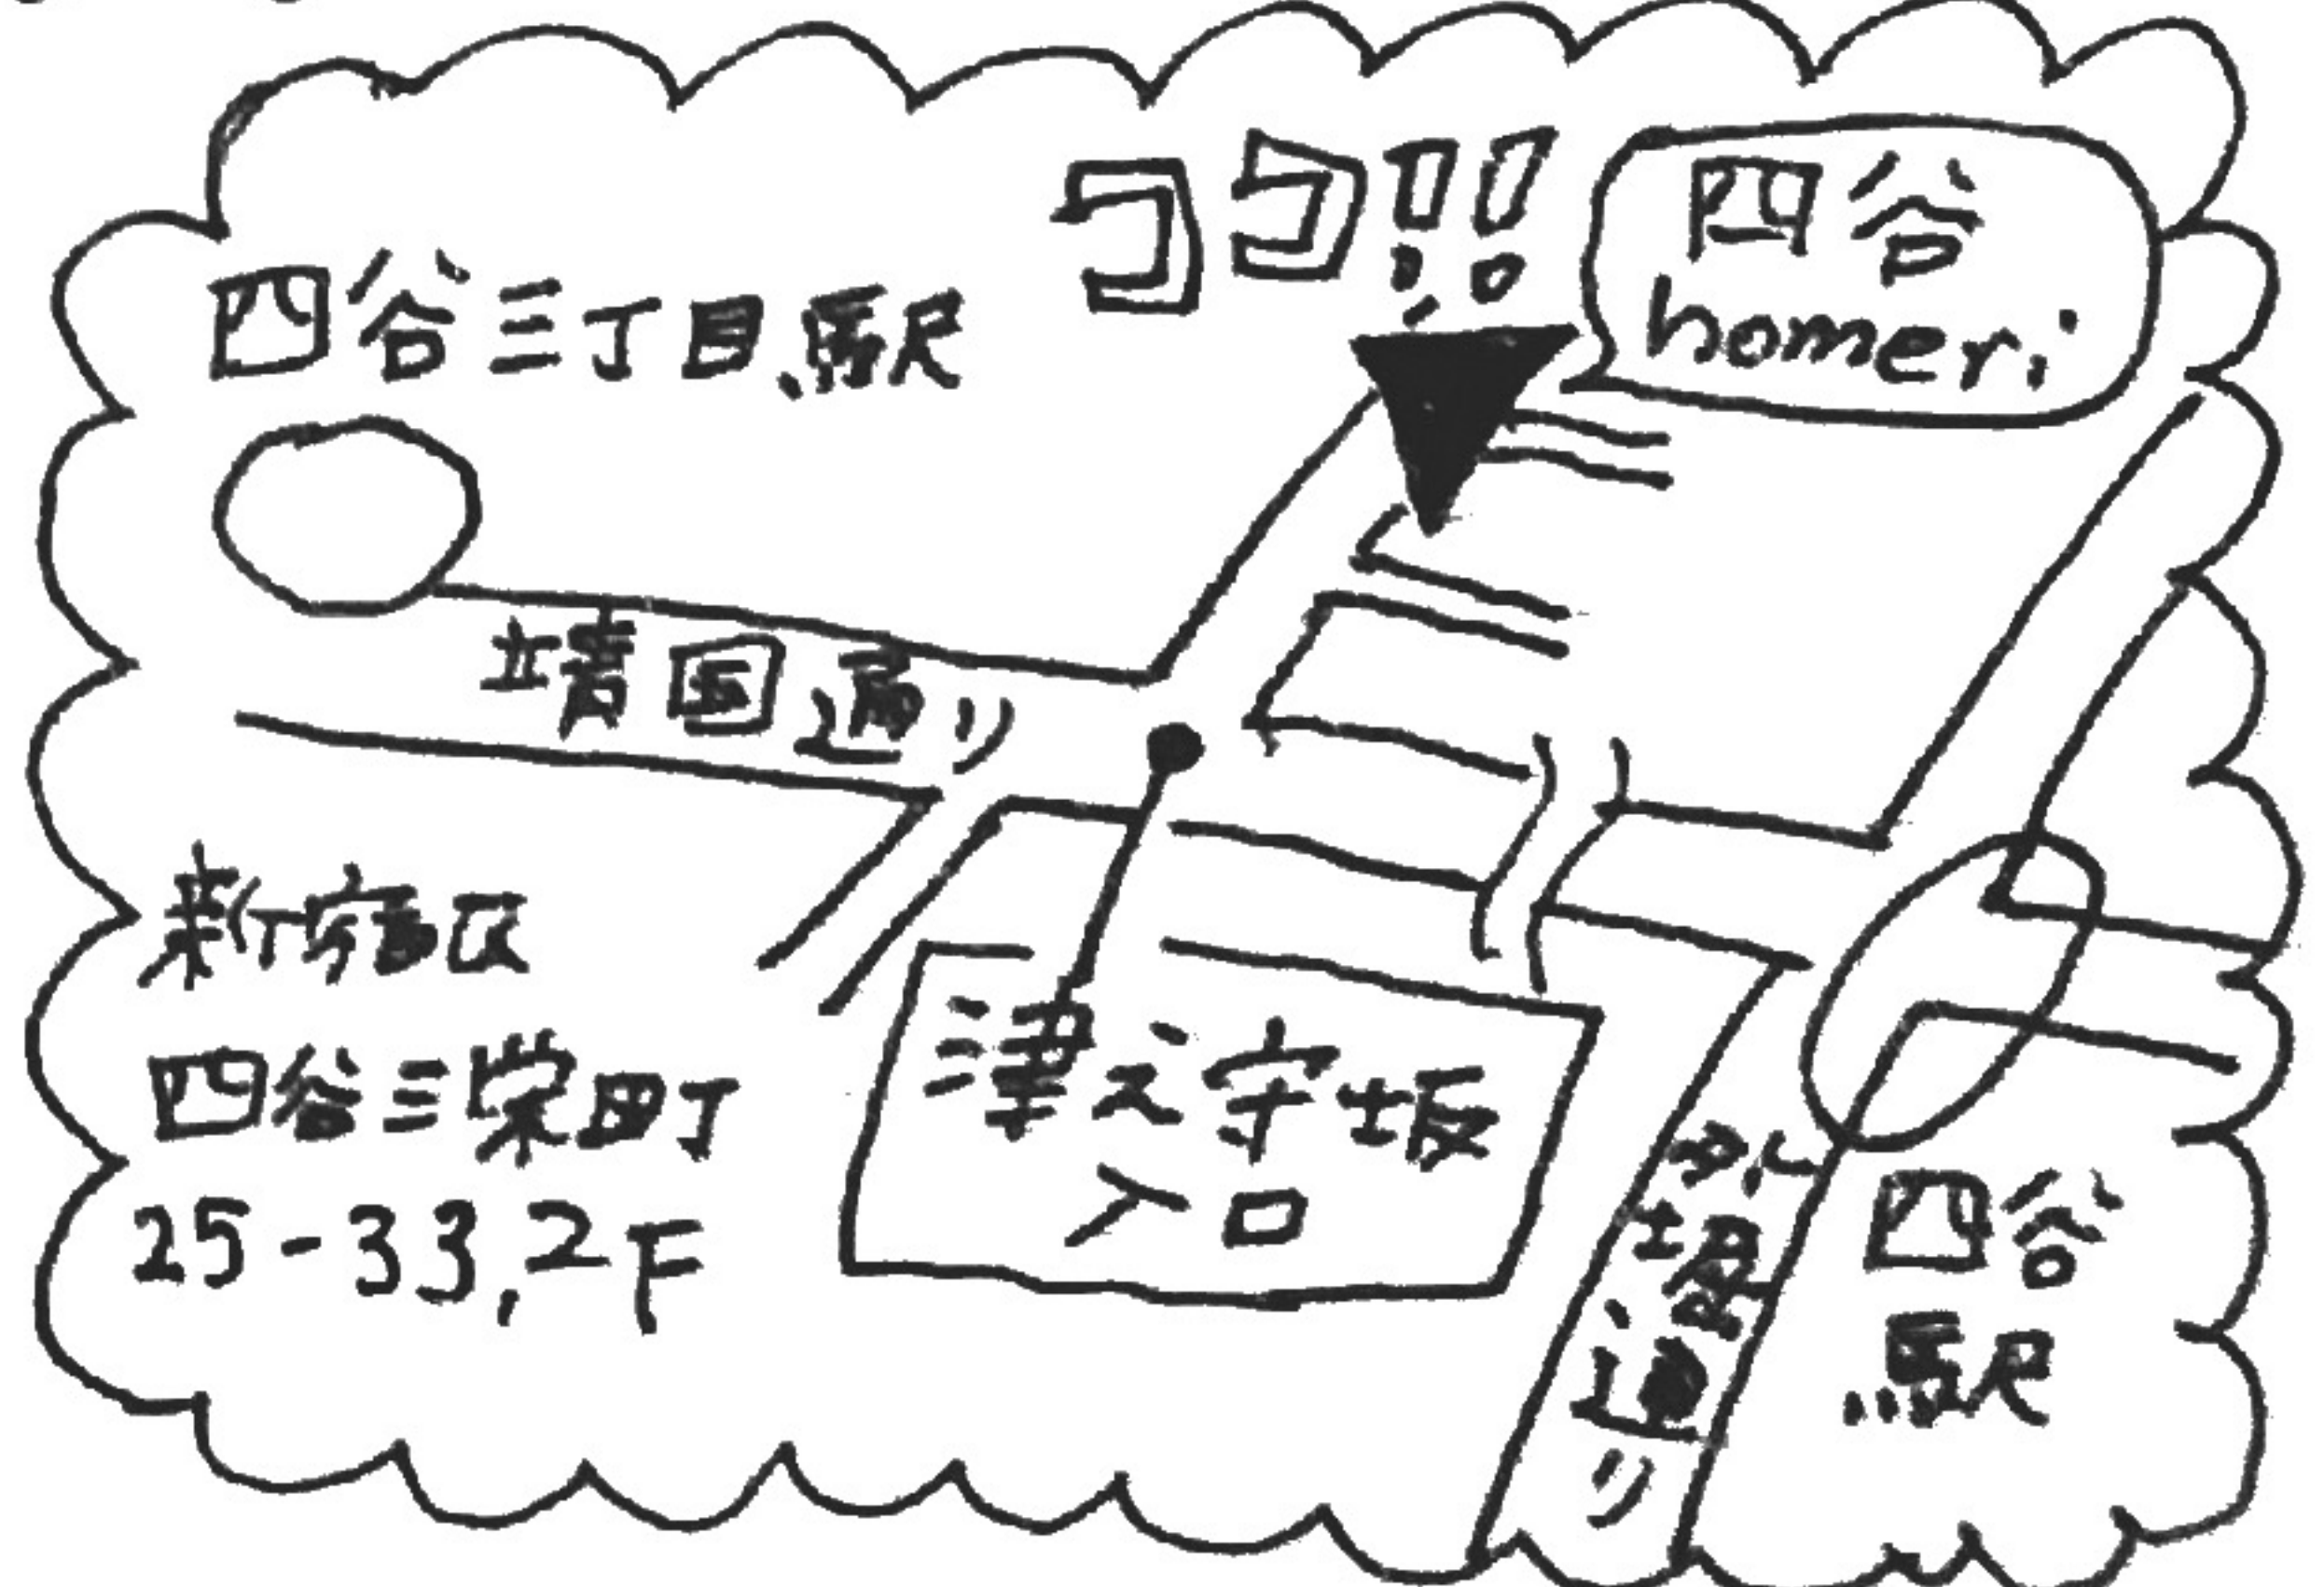 ココ!!
四谷
homeri
四谷三丁目駅
靖国通り
新宿区
四谷三栄町
25-33,2F
津之守坂
入口
外堀通り
四谷
駅